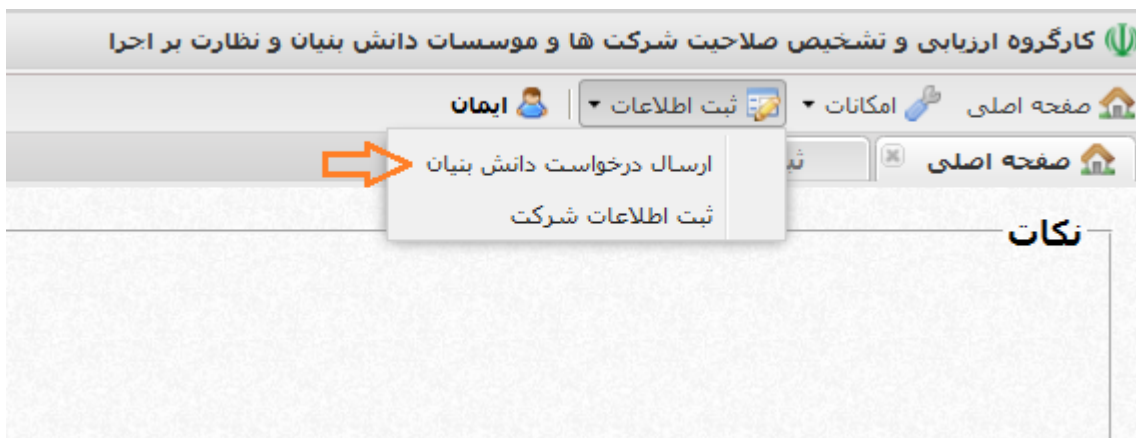 کارگروه ارزیابی و تشخیص صلاحیت شرکت ها و موسسات دانش بنیان و نظارت بر اجرا
صفحه اصلی امکانات ثبت اطلاعات ایمان
صفحه اصلی
ارسال درخواست دانش بنیان
ثبت اطلاعات شرکت
نکات